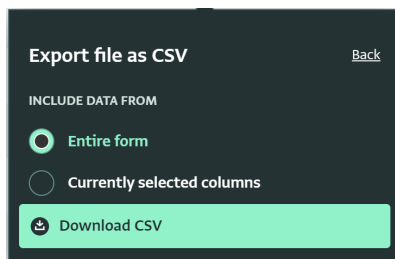 Export file as CSV
Back
INCLUDE DATA FROM
Entire form
Currently selected columns
Download CSV